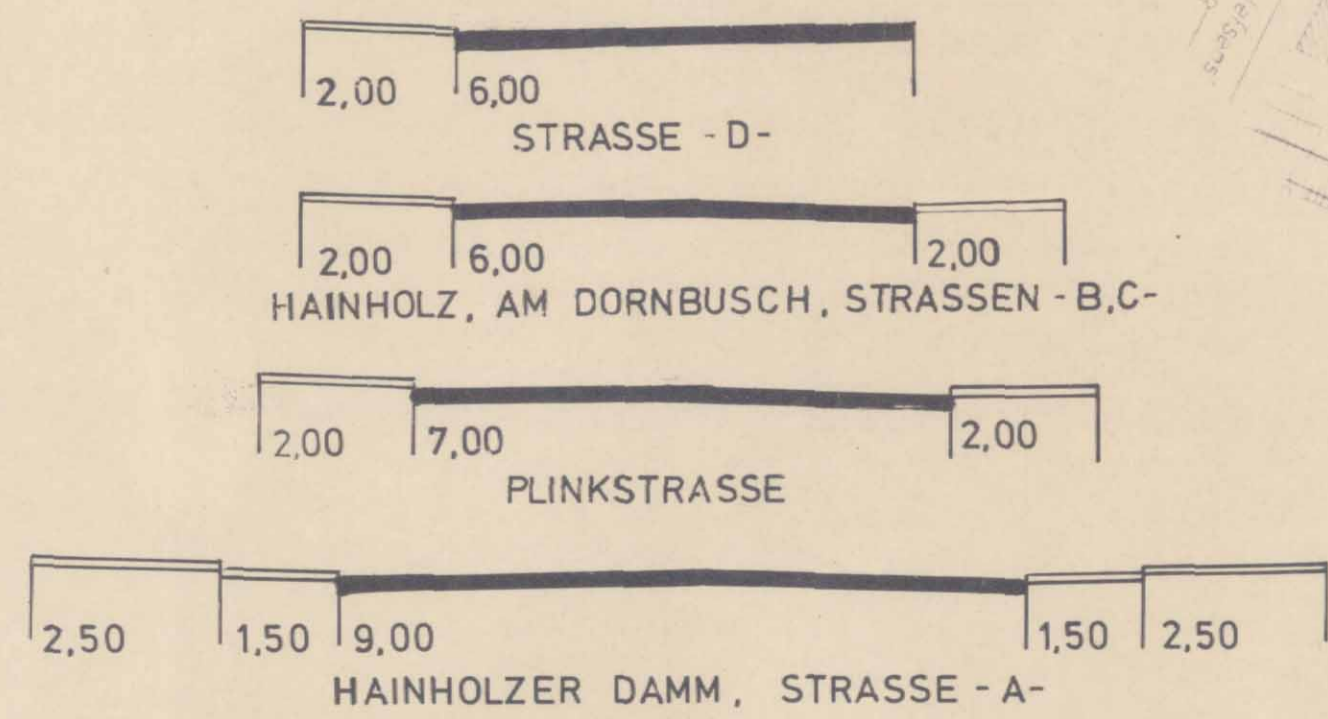 2,00 6,00
STRASSE - D -
2,00 6,00 2,00
HAINHOLZ, AM DORNBUSCH, STRASSEN - B,C -
2,00 7,00 2,00
PLINKSTRASSE
2,50 1,50 9,00 1,50 2,50
HAINHOLZER DAMM, STRASSE - A -